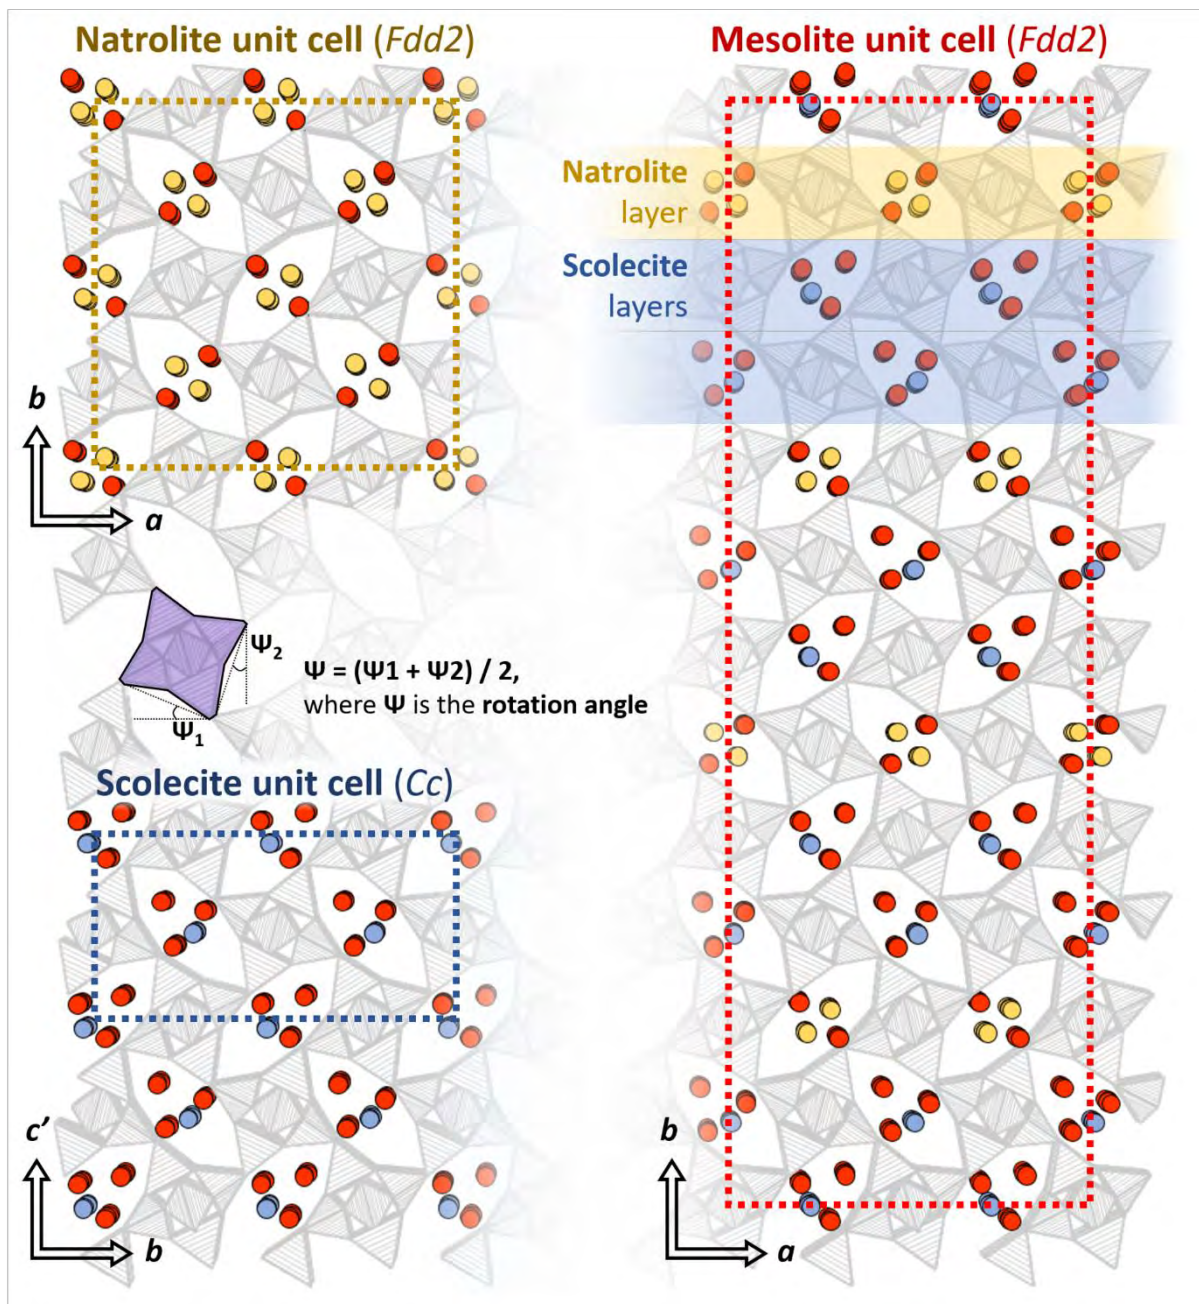 Natrolite unit cell (Fdd2)
Mesolite unit cell (Fdd2)
Natrolite
layer
Scolecite
layers
b
a
Ψ2
Ψ = (Ψ1 + Ψ2) / 2,
where Ψ is the rotation angle
Ψ1
Scolecite unit cell (Cc)
c’
b
b
a